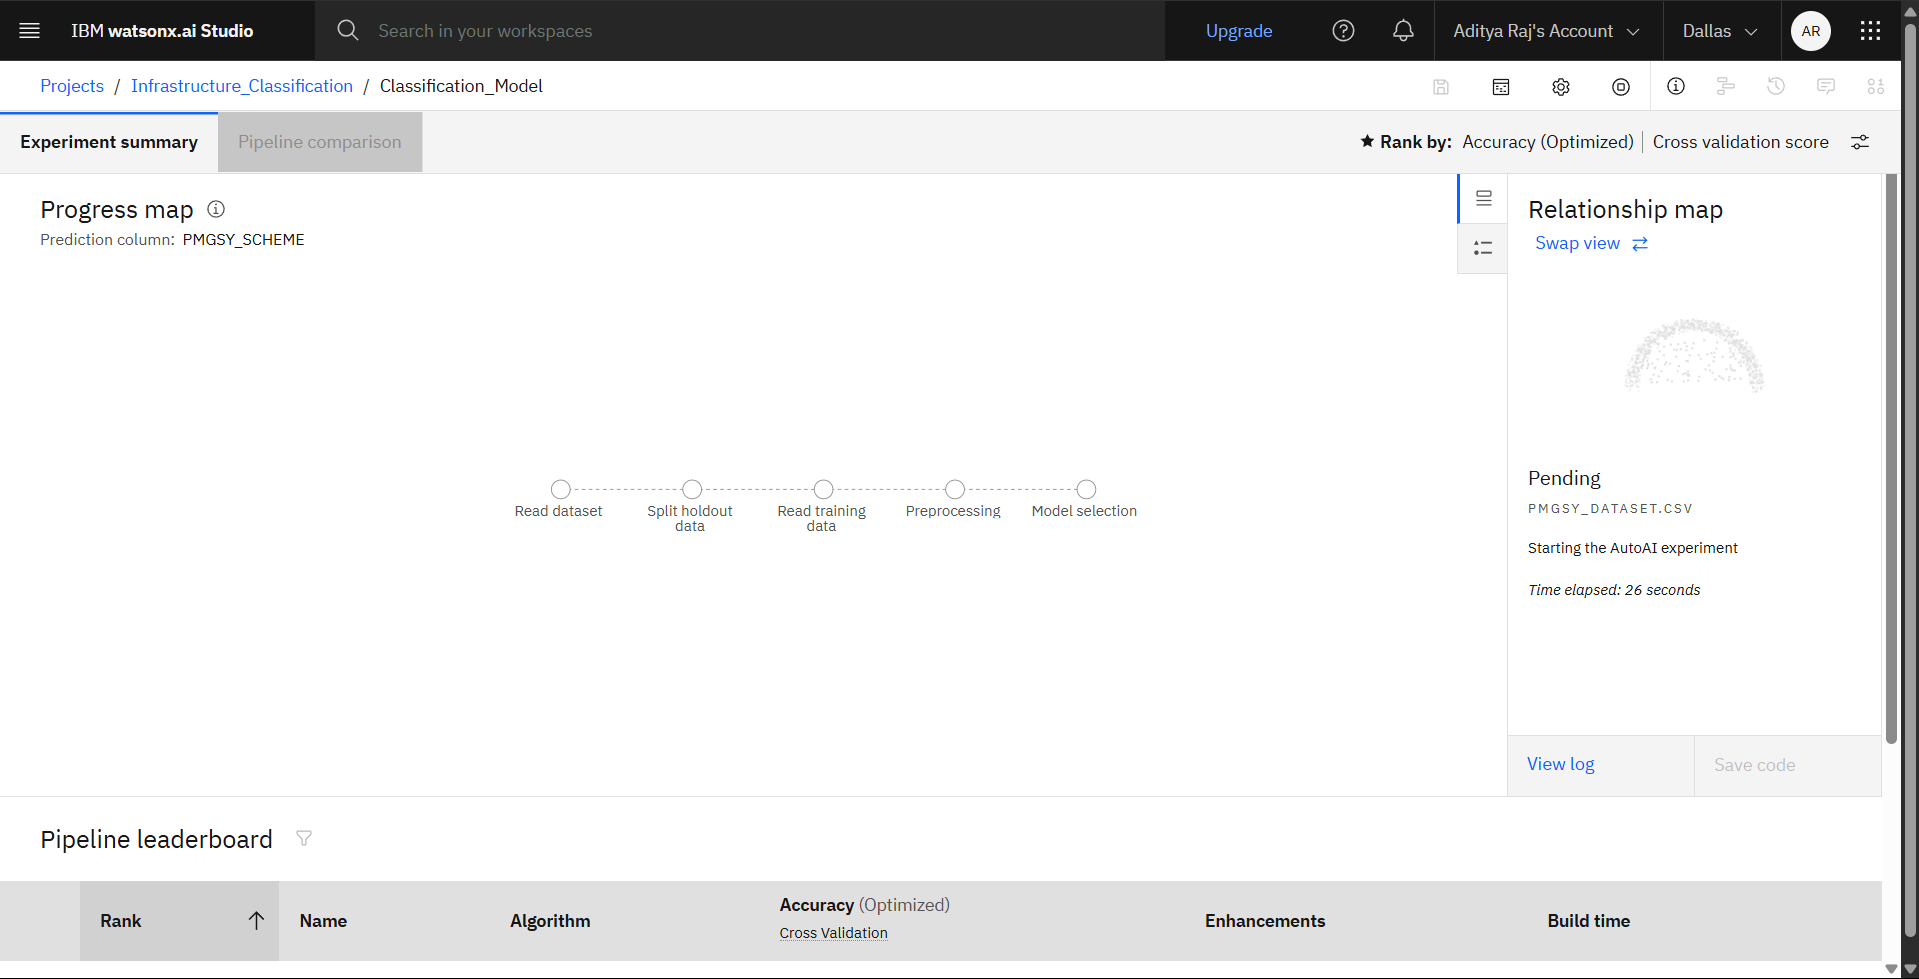 IBM watsonx.ai Studio
Search in your workspaces
Upgrade
Aditya Raj's Account
Dallas
AR
Projects / Infrastructure_Classification / Classification_Model
Experiment summary
Pipeline comparison
Rank by: Accuracy (Optimized) | Cross validation score
Progress map
Prediction column: PMGSY_SCHEME
Read dataset
Split holdout
data
Read training
data
Preprocessing
Model selection
Relationship map
Swap view
Pending
PMGSY_DATASET.CSV
Starting the AutoAI experiment
Time elapsed: 26 seconds
View log
Save code
Pipeline leaderboard
Rank
Name
Algorithm
Accuracy (Optimized)
Cross Validation
Enhancements
Build time